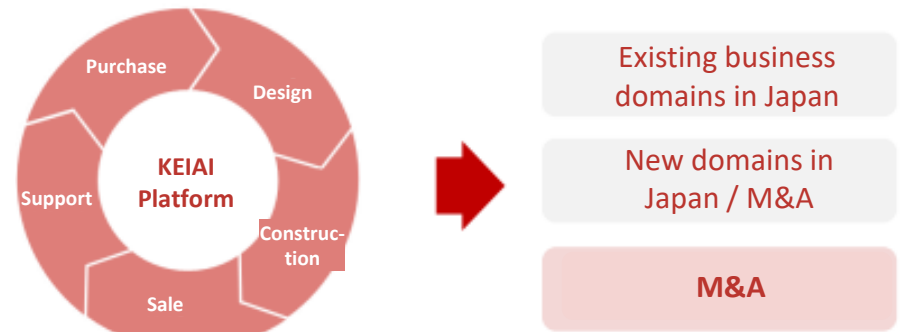 Purchase
Design
KEIAI
Platform
Support
Construc-
tion
Sale
Existing business
domains in Japan
New domains in
Japan / M&A
M&A